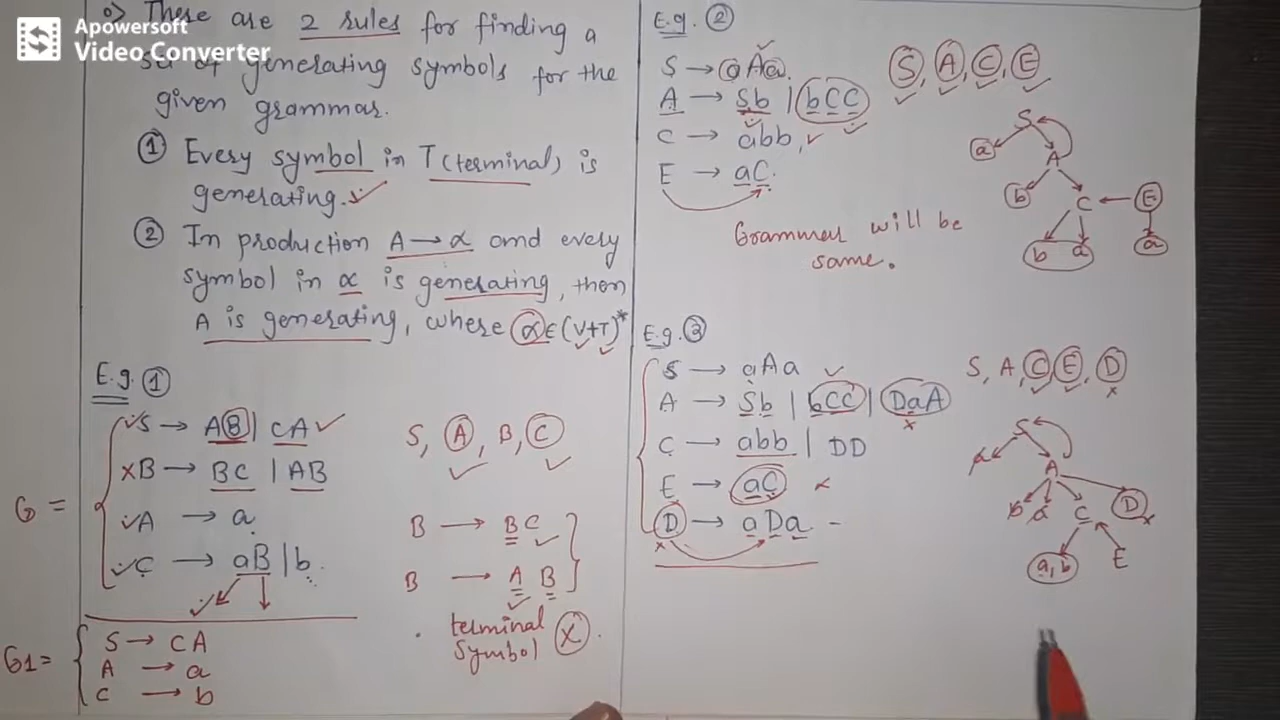 Apowersoft
Video Converter
These are 2 rules for finding a
set of generating symbols for the
given grammar.
① Every symbol in T(terminal) is
generating.
② In production A → α and every
symbol in α is generating, then
A is generating, where α ∈ (V+T)*
E.g. ①
G =
S → AB | CA
B → BC | AB
A → a
C → aB | b
S, A, B, C
B → BC
B → A B
terminal
symbol X
G1 =
S → CA
A → a
C → b
E.g. ②
S → aAa
A → Sb | bCC
C → abb
E → aC
S, A, C, E
S
a
A
b
C
E
b a
a
Grammer will be
same.
E.g. ③
S → aAa
A → Sb | bCC | DaA
C → abb | DD
E → aC
D → aDa
S, A, C, E, D
S
a
A
b a C D
a, b
E